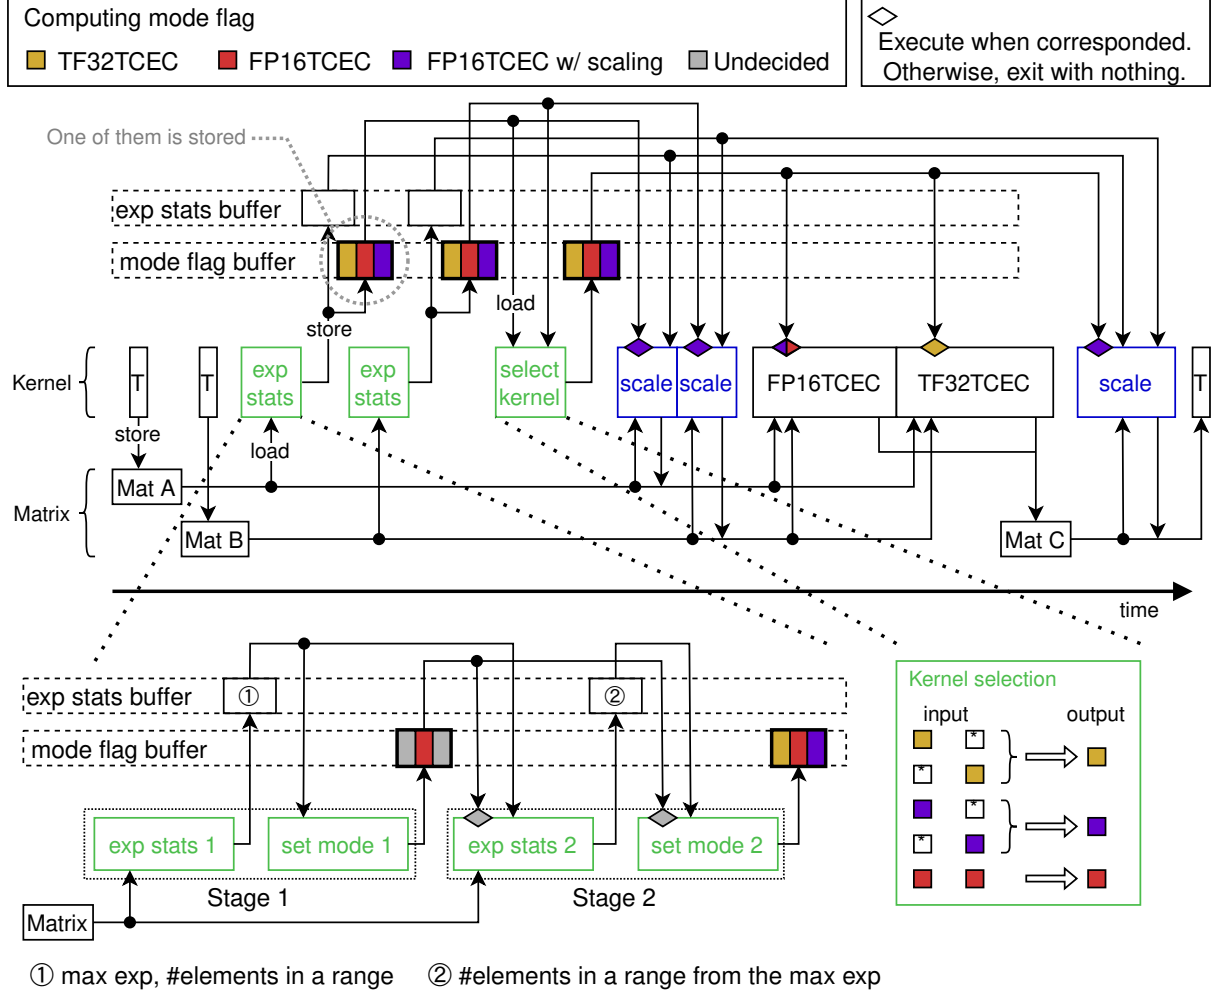 Computing mode flag
TF32TCEC FP16TCEC FP16TCEC w/ scaling Undecided
Execute when corresponded.
Otherwise, exit with nothing.
One of them is stored
exp stats buffer
mode flag buffer
load
store
Kernel
T
T
exp
stats
exp
stats
select
kernel
scale
scale
FP16TCEC
TF32TCEC
scale
T
store
load
Matrix
Mat A
Mat B
Mat C
time
exp stats buffer
①
②
mode flag buffer
exp stats 1
set mode 1
exp stats 2
set mode 2
Stage 1
Stage 2
Matrix
Kernel selection
input output
*
*
*
*
① max exp, #elements in a range ② #elements in a range from the max exp